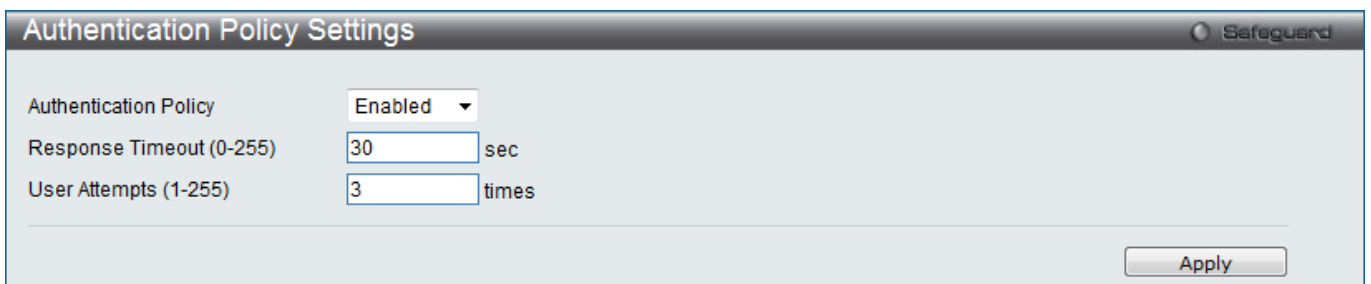 Authentication Policy Settings
Safeguard
Authentication Policy Enabled
Response Timeout (0-255) 30 sec
User Attempts (1-255) 3 times
Apply